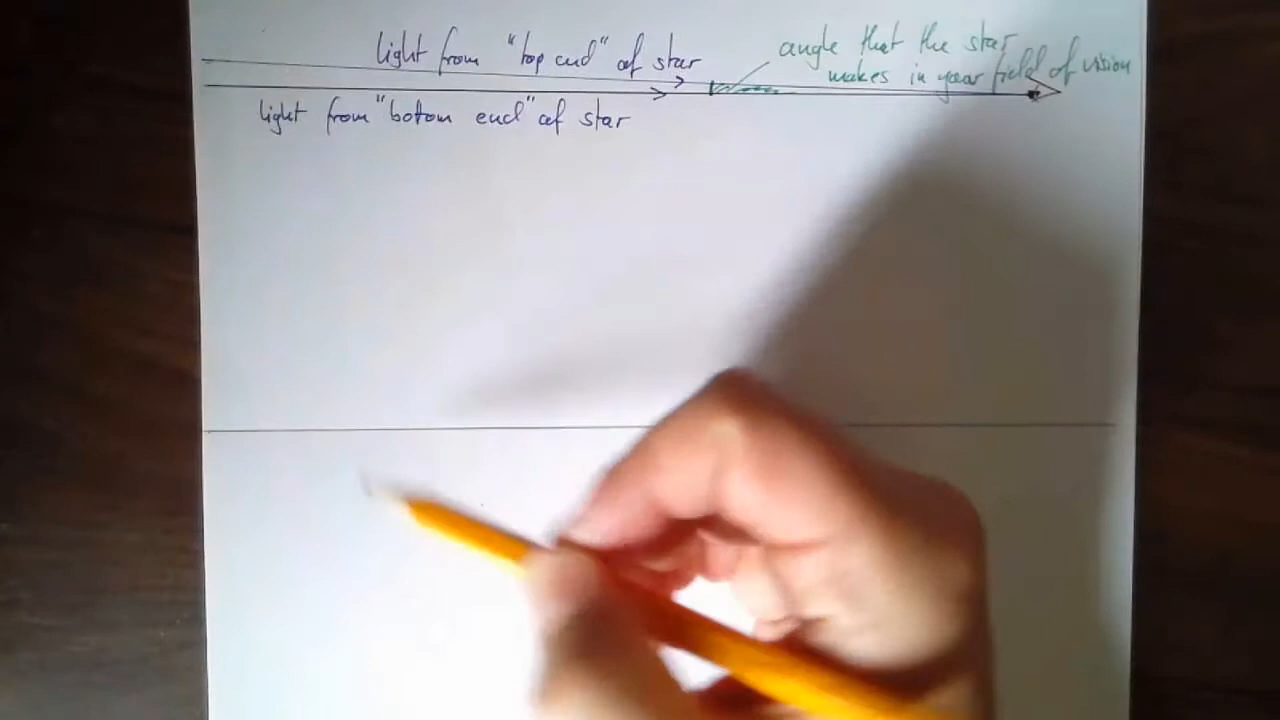 light from "top end" of star
angle that the star
makes in your field of vision
light from "bottom end" of star